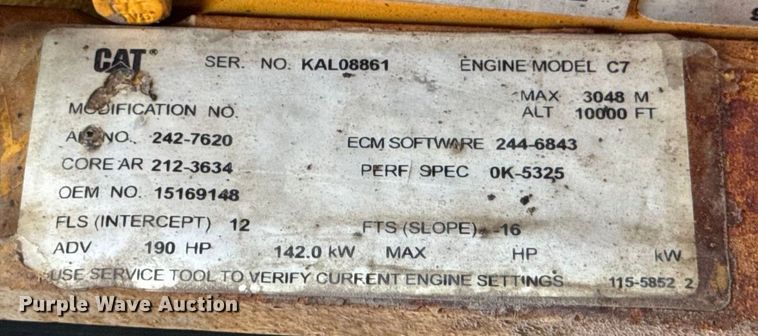 CAT® SER. NO. KAL08861 ENGINE MODEL C7
MAX 3048 M
MODIFICATION NO. ALT 10000 FT
NO. 242-7620 ECM SOFTWARE 244-6843
CORE AR 212-3634 PERF SPEC 0K-5325
OEM NO. 15169148
FLS (INTERCEPT) 12 FTS (SLOPE) -16
ADV 190 HP 142.0 kW MAX HP kW
USE SERVICE TOOL TO VERIFY CURRENT ENGINE SETTINGS 115-5852 2
Purple Wave Auction